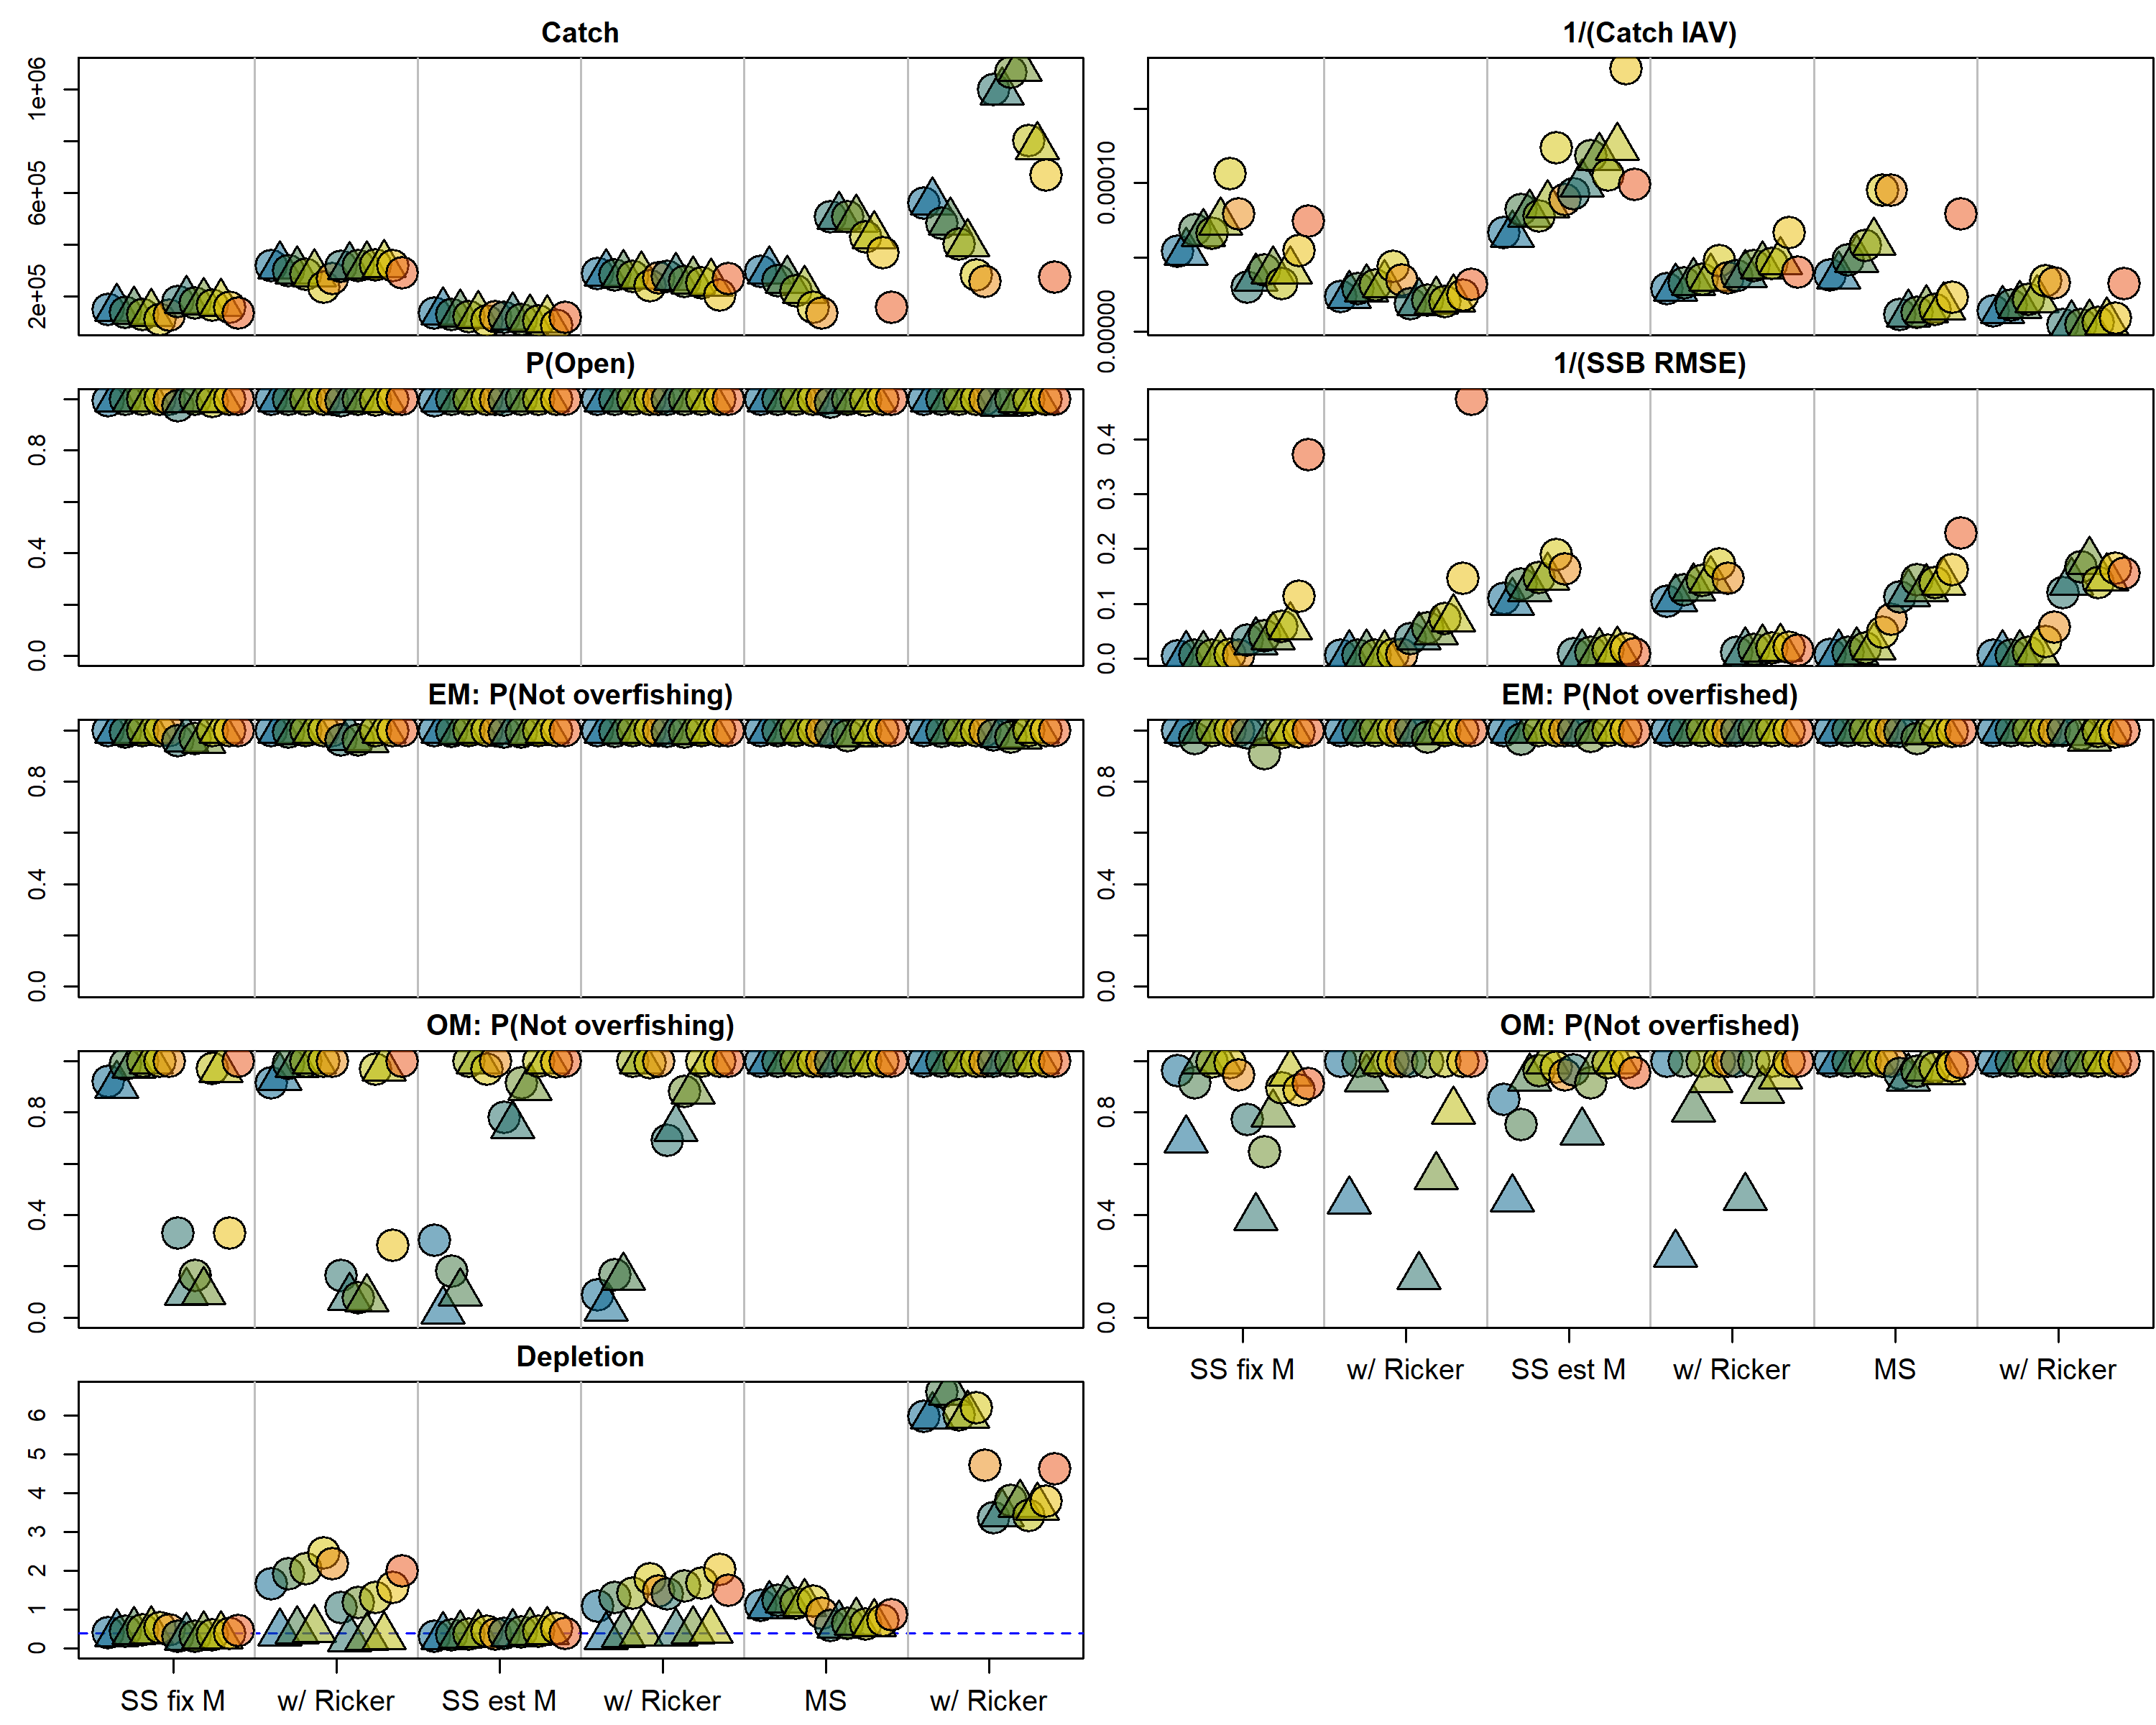 Catch
1/(Catch IAV)
2e+05 6e+05 1e+06
0.00000 0.00010
P(Open)
1/(SSB RMSE)
0.0 0.4 0.8
0.0 0.1 0.2 0.3 0.4
EM: P(Not overfishing)
EM: P(Not overfished)
0.0 0.4 0.8
0.0 0.4 0.8
OM: P(Not overfishing)
OM: P(Not overfished)
0.0 0.4 0.8
0.0 0.4 0.8
SS fix M w/ Ricker SS est M w/ Ricker MS w/ Ricker
Depletion
0 1 2 3 4 5 6
SS fix M w/ Ricker SS est M w/ Ricker MS w/ Ricker